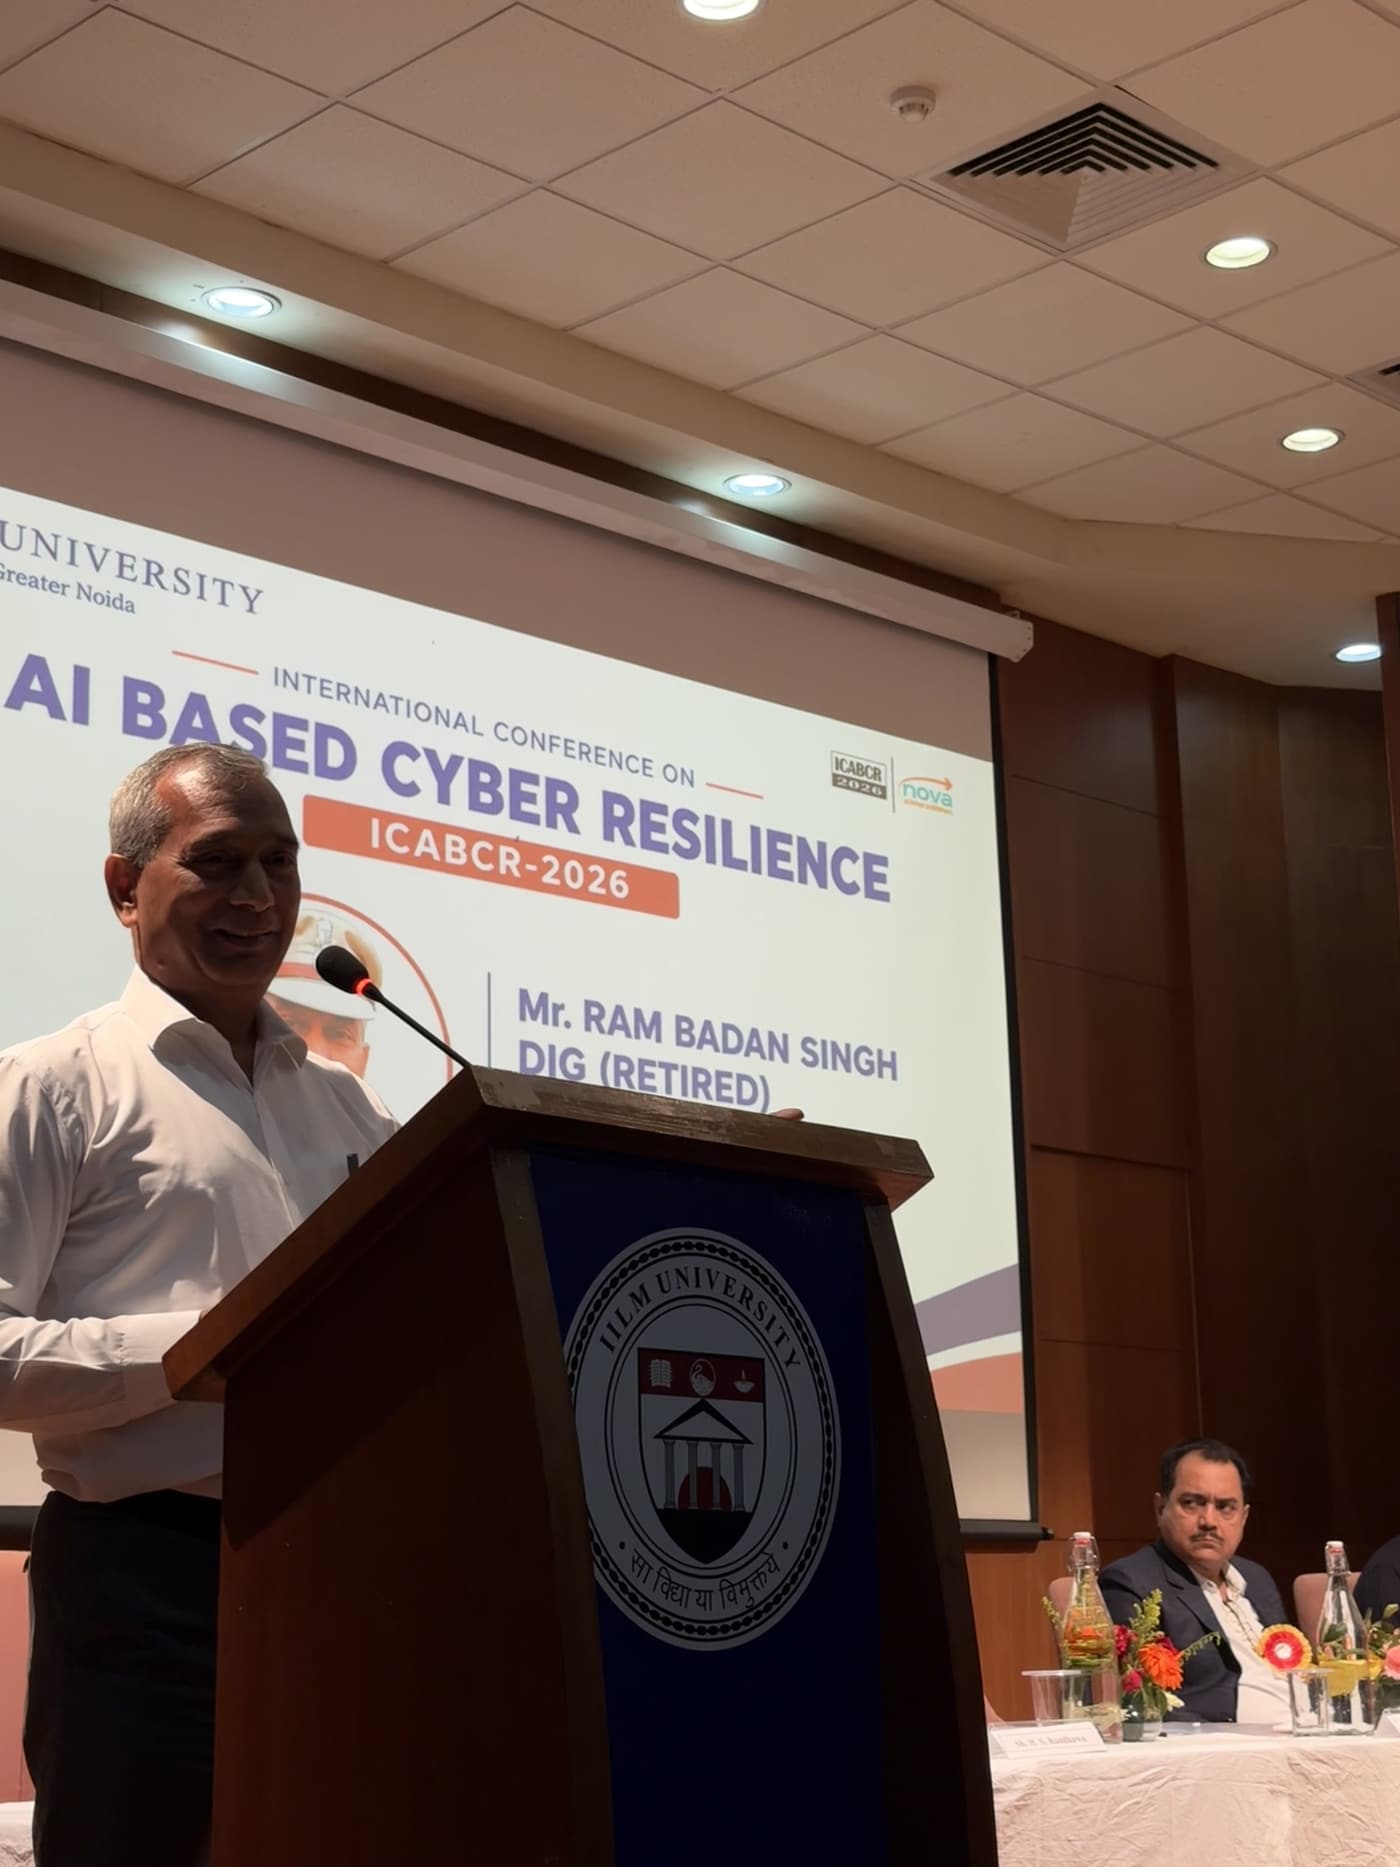 UNIVERSITY
Greater Noida
INTERNATIONAL CONFERENCE ON
AI BASED CYBER RESILIENCE
ICABCR-2026
ICABCR
2026
nova
Mr. RAM BADAN SINGH
DIG (RETIRED)
IILM UNIVERSITY
सा विद्या या विमुक्तये